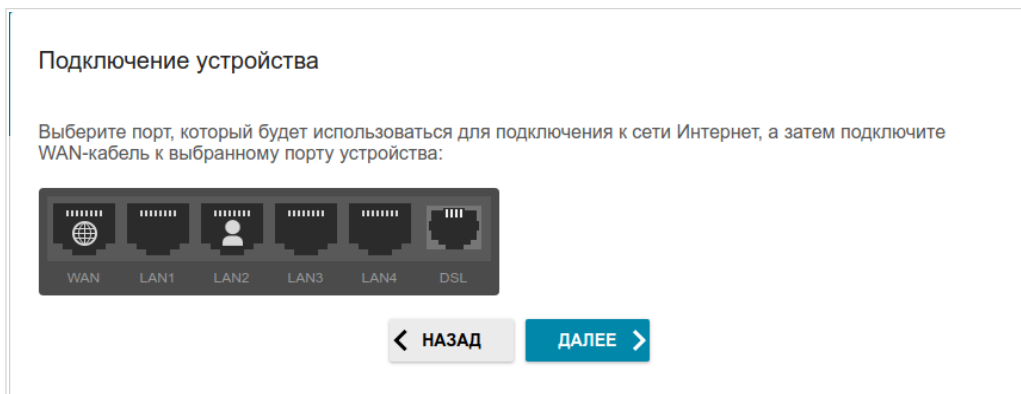 Подключение устройства
Выберите порт, который будет использоваться для подключения к сети Интернет, а затем подключите
WAN-кабель к выбранному порту устройства:
WAN LAN1 LAN2 LAN3 LAN4 DSL
НАЗАД ДАЛЕЕ